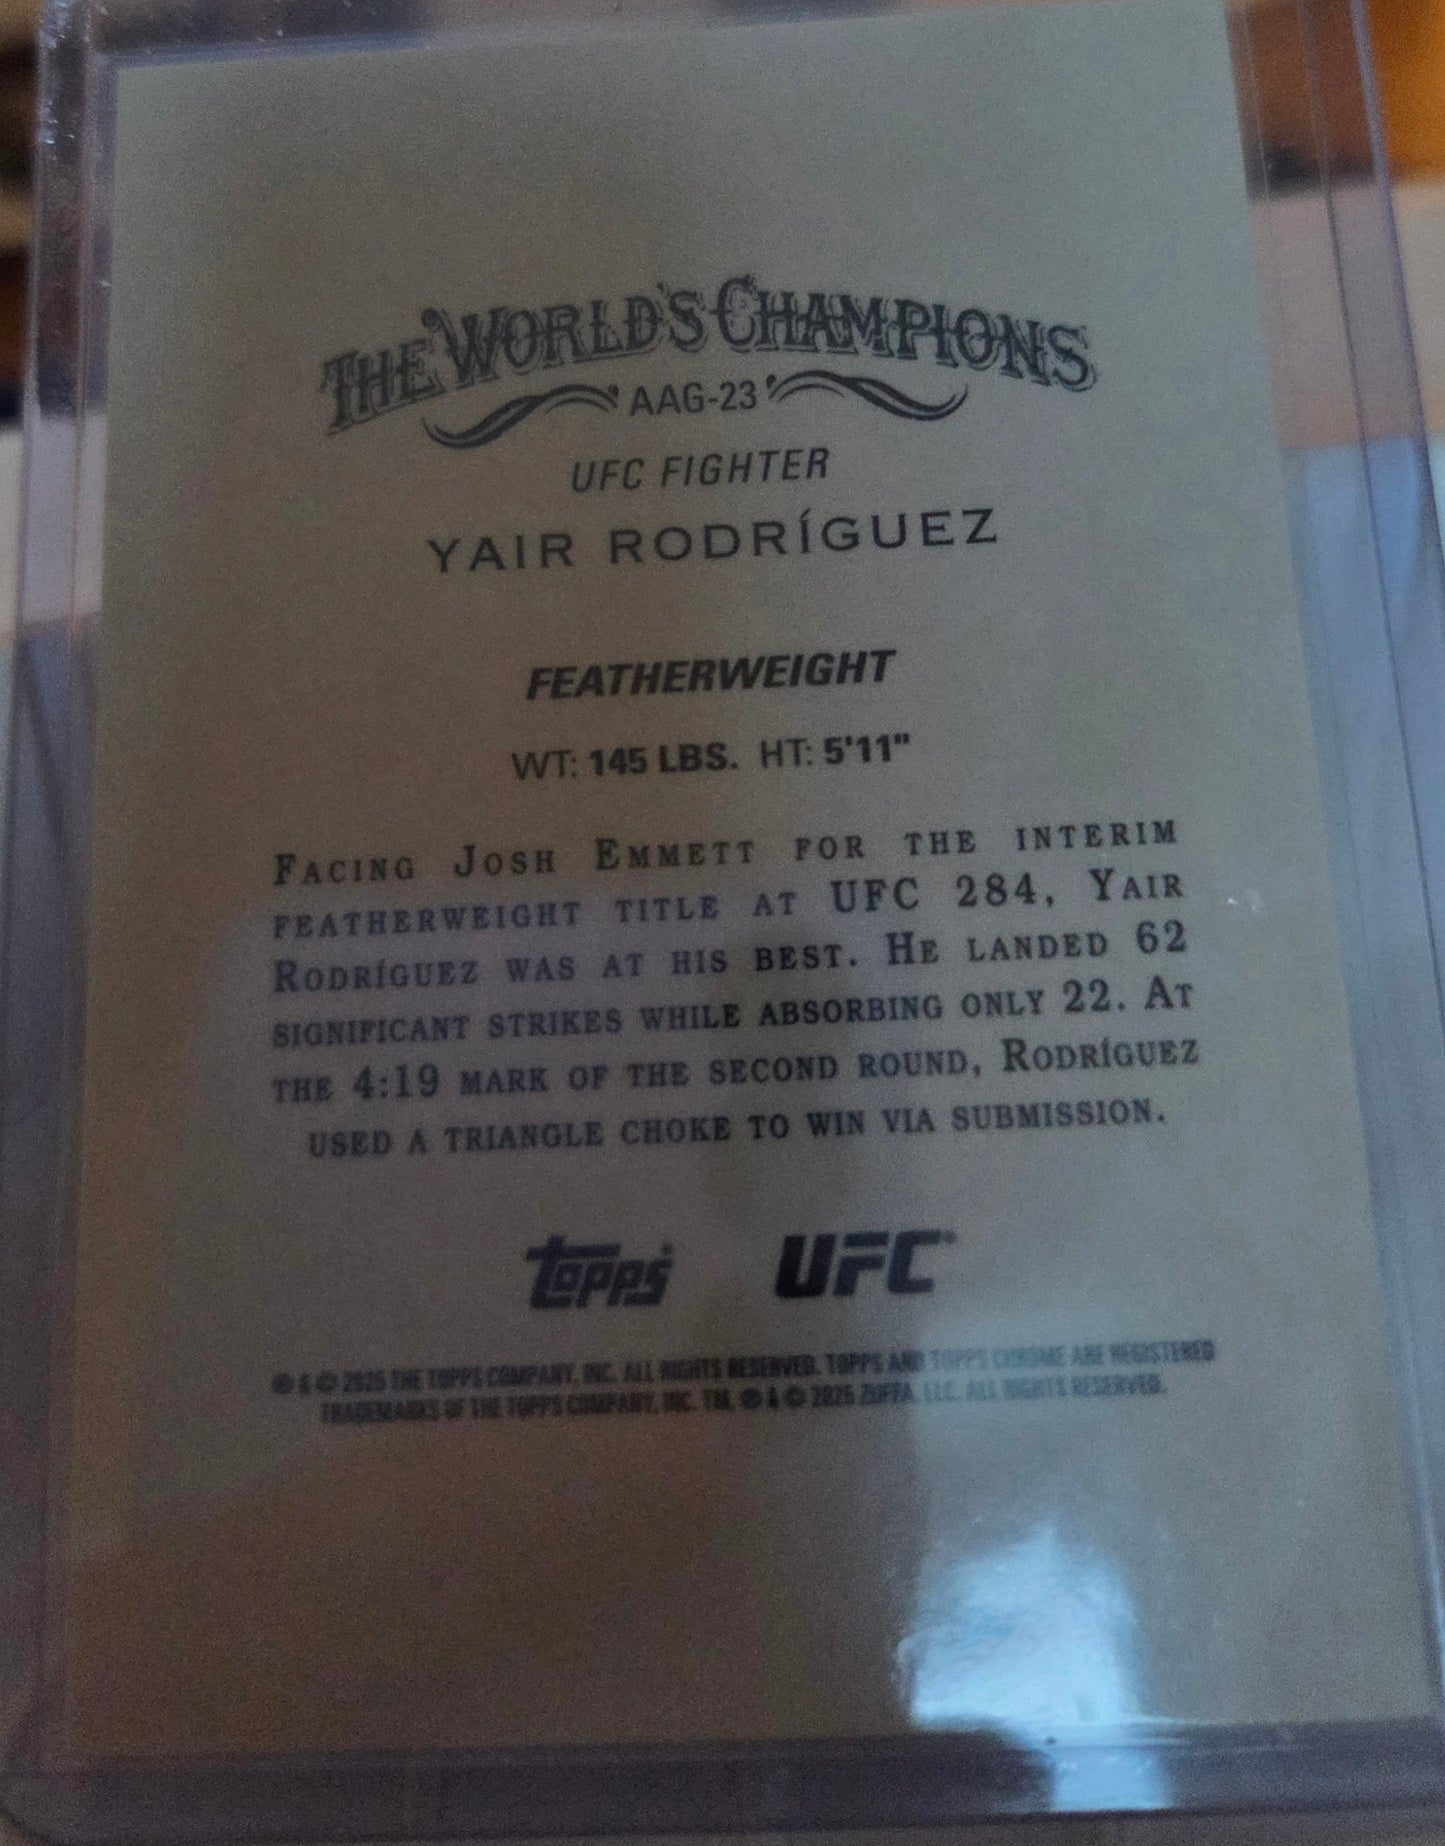 THE WORLD'S CHAMPIONS
AAG-23
UFC FIGHTER
YAIR RODRÍGUEZ
FEATHERWEIGHT
WT: 145 LBS. HT: 5'11"
FACING JOSH EMMETT FOR THE INTERIM
FEATHERWEIGHT TITLE AT UFC 284, YAIR
RODRÍGUEZ WAS AT HIS BEST. HE LANDED 62
SIGNIFICANT STRIKES WHILE ABSORBING ONLY 22. AT
THE 4:19 MARK OF THE SECOND ROUND, RODRÍGUEZ
USED A TRIANGLE CHOKE TO WIN VIA SUBMISSION.
Topps UFC
® & © 2025 THE TOPPS COMPANY, INC. ALL RIGHTS RESERVED. TOPPS AND TOPPS CHROME ARE REGISTERED
TRADEMARKS OF THE TOPPS COMPANY, INC. TM, ® & © 2025 ZUFFA, LLC. ALL RIGHTS RESERVED.